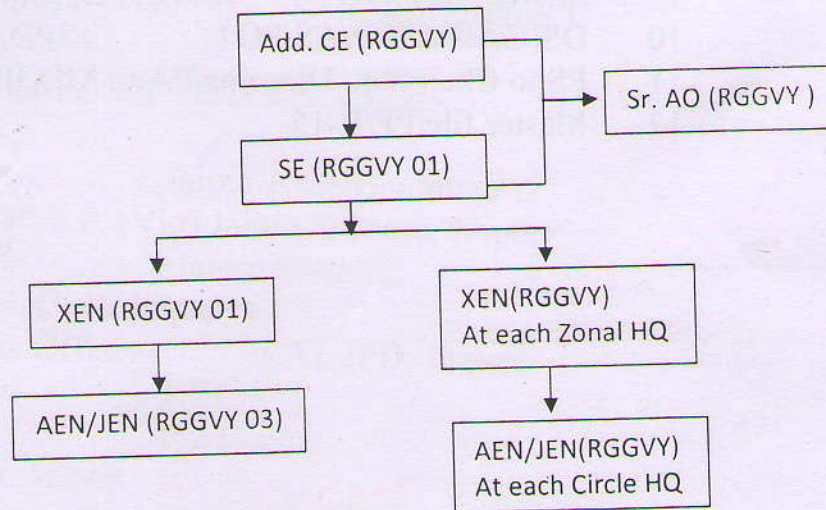 Add. CE (RGGVY)
Sr. AO (RGGVY )
SE (RGGVY 01)
XEN (RGGVY 01)
XEN(RGGVY)
At each Zonal HQ
AEN/JEN (RGGVY 03)
AEN/JEN(RGGVY)
At each Circle HQ